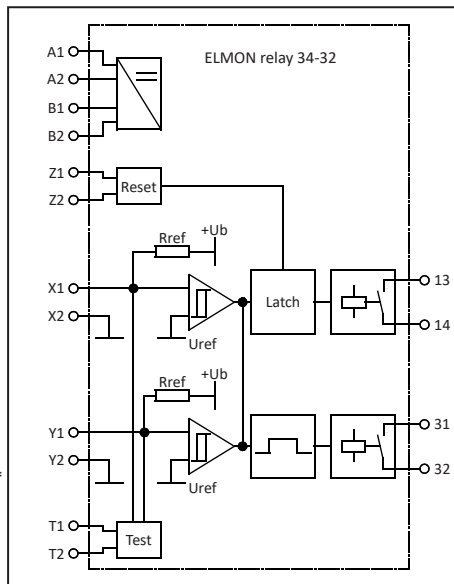 ELMON relay 34-32
A1
A2
B1
B2
Z1
Z2
Reset
+Ub
Rref
X1
X2
Uref
Latch
13
14
+Ub
Rref
Y1
Y2
Uref
31
32
T1
T2
Test